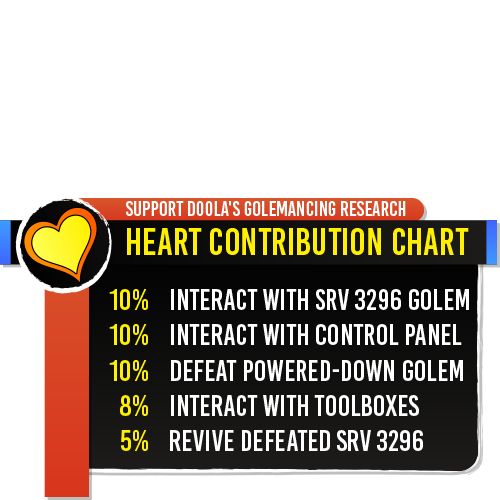 SUPPORT DOOLA'S GOLEMANCING RESEARCH
HEART CONTRIBUTION CHART
10% INTERACT WITH SRV 3296 GOLEM
10% INTERACT WITH CONTROL PANEL
10% DEFEAT POWERED-DOWN GOLEM
8% INTERACT WITH TOOLBOXES
5% REVIVE DEFEATED SRV 3296